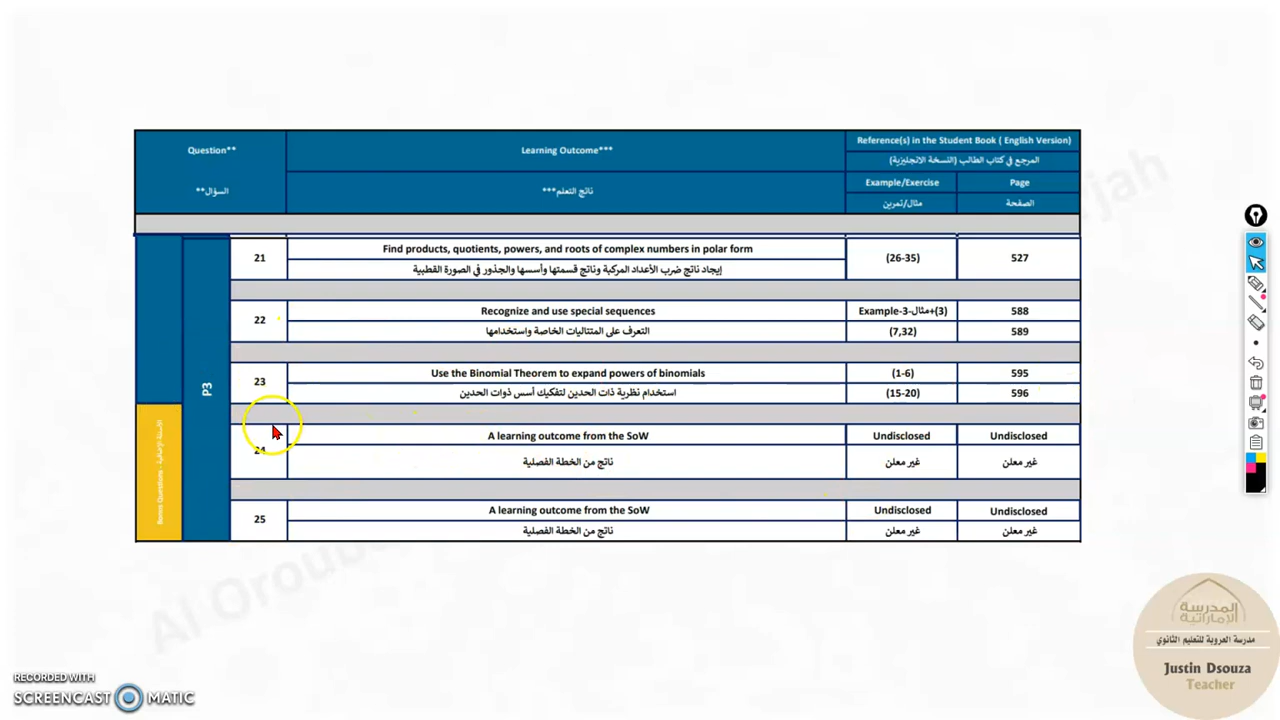 Question**
السؤال**
Learning Outcome***
ناتج التعلم***
Reference(s) in the Student Book ( English Version)
المرجع في كتاب الطالب (النسخة الانجليزية)
Example/Exercise
مثال/تمرين
Page
الصفحة
21
Find products, quotients, powers, and roots of complex numbers in polar form
إيجاد ناتج ضرب الأعداد المركبة وناتج قسمتها وأسسها والجذور في الصورة القطبية
(26-35)
527
22
Recognize and use special sequences
Example-3-مثال+(3)
588
التعرف على المتتاليات الخاصة واستخدامها
(7,32)
589
P3
23
Use the Binomial Theorem to expand powers of binomials
(1-6)
595
استخدام نظرية ذات الحدين لتفكيك أسس ذوات الحدين
(15-20)
596
Bonus Questions - الأسئلة الإضافية
24
A learning outcome from the SoW
Undisclosed
Undisclosed
ناتج من الخطة الفصلية
غير معلن
غير معلن
25
A learning outcome from the SoW
Undisclosed
Undisclosed
ناتج من الخطة الفصلية
غير معلن
غير معلن
Al Orouba
jah
المدرسة
الإماراتية
مدرسة العروبة للتعليم الثانوي
Justin Dsouza
Teacher
RECORDED WITH
SCREENCAST MATIC